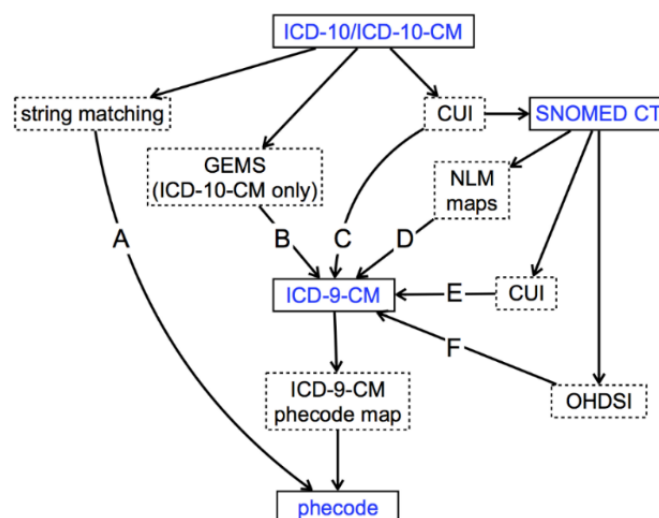 ICD-10/ICD-10-CM
string matching
CUI
SNOMED CT
GEMS
(ICD-10-CM only)
NLM
maps
A
B
C
D
ICD-9-CM
E
CUI
F
ICD-9-CM
phecode map
OHDSI
phecode